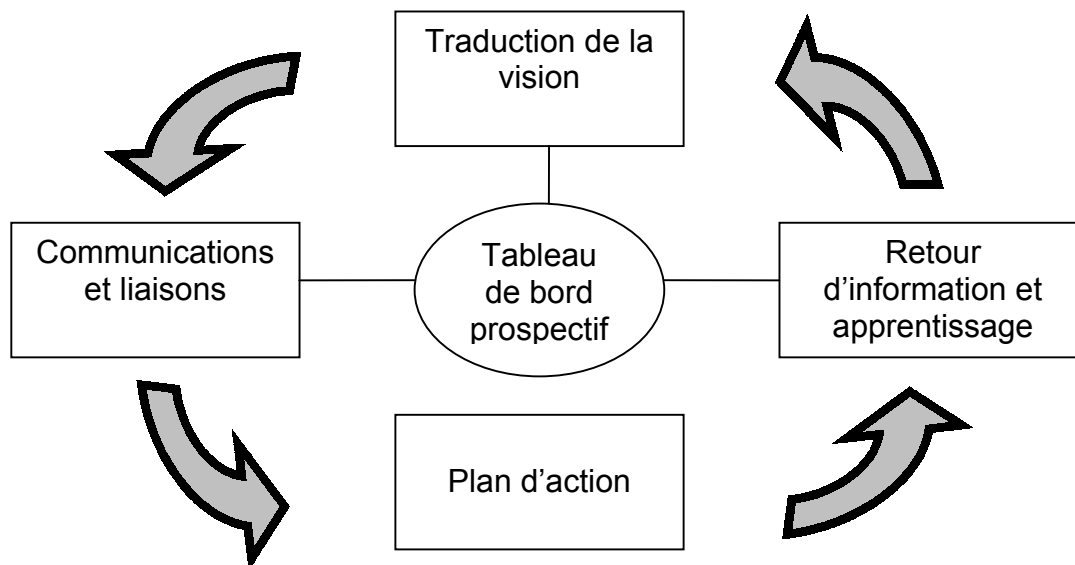 Traduction de la
vision
Communications
et liaisons
Tableau
de bord
prospectif
Retour
d’information et
apprentissage
Plan d’action